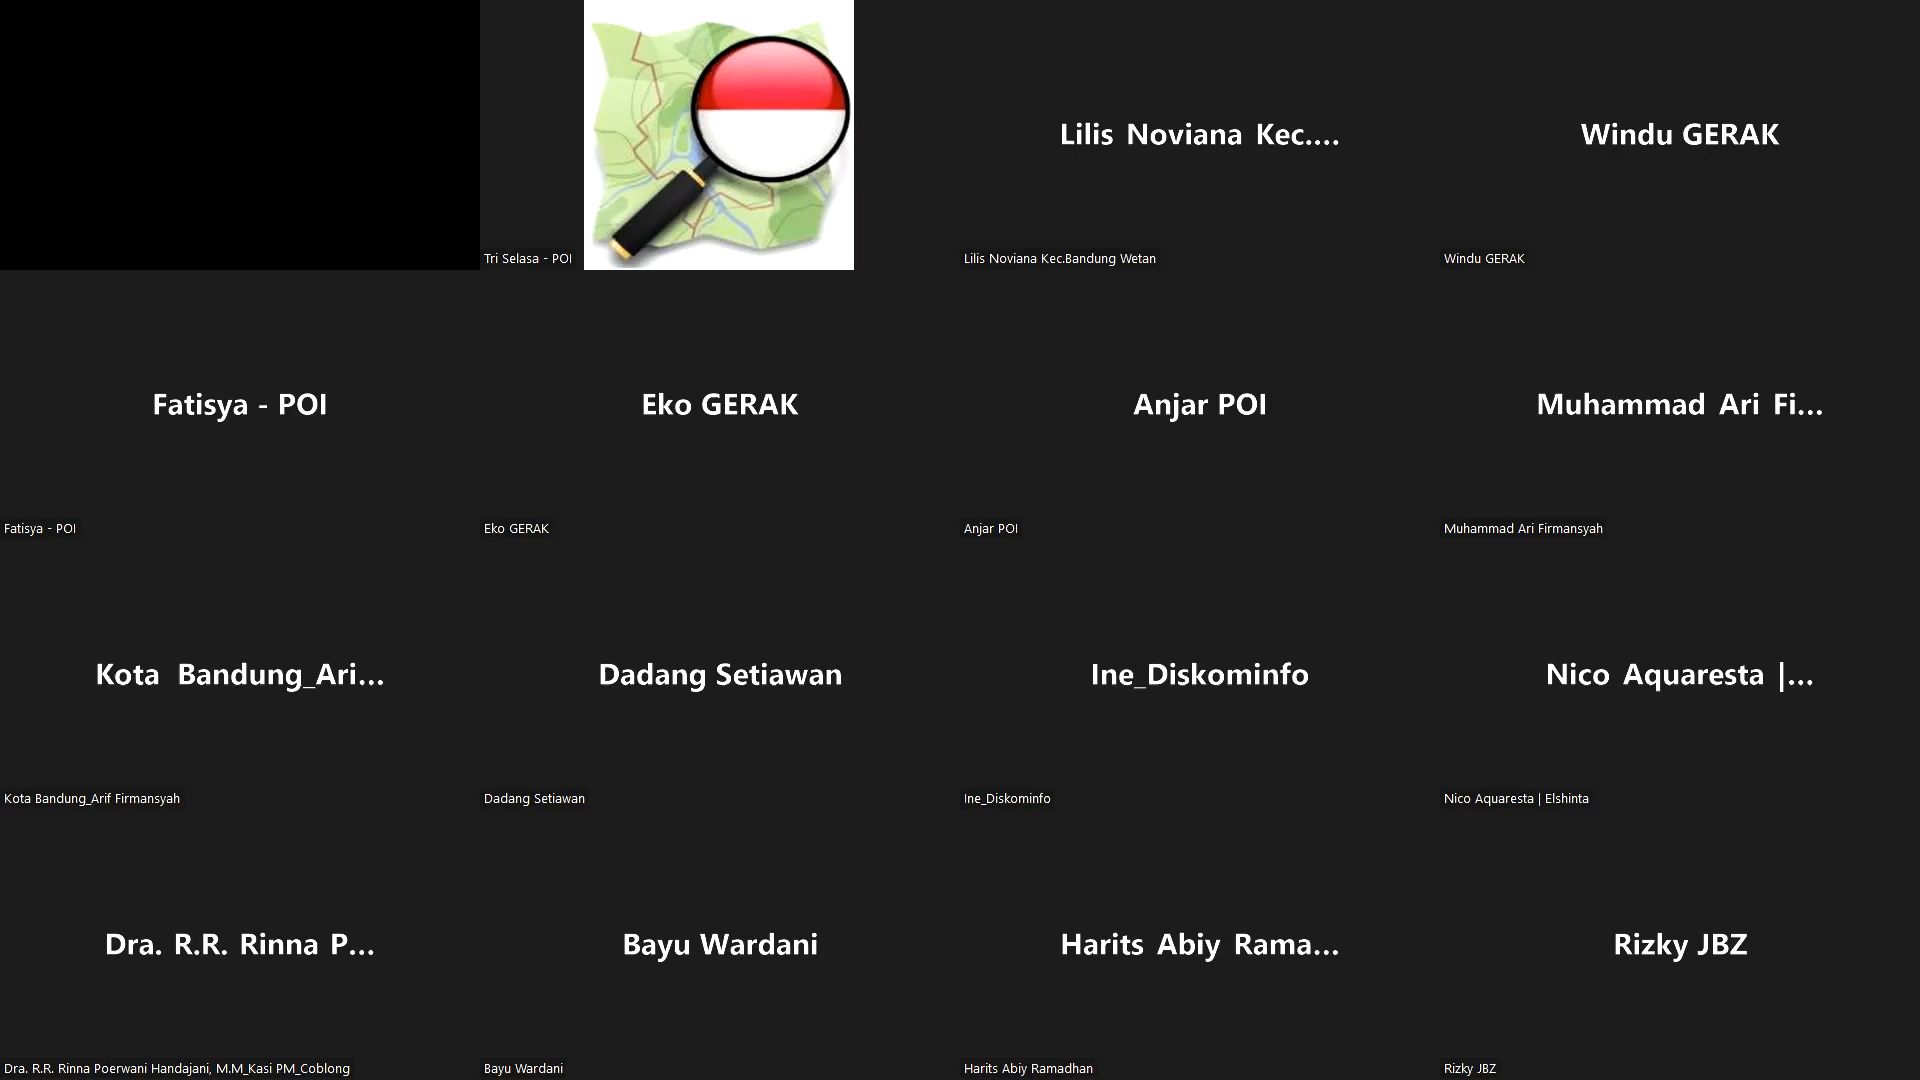 Tri Selasa - POI
Lilis Noviana Kec....
Lilis Noviana Kec.Bandung Wetan
Windu GERAK
Windu GERAK
Fatisya - POI
Fatisya - POI
Eko GERAK
Eko GERAK
Anjar POI
Anjar POI
Muhammad Ari Fi...
Muhammad Ari Firmansyah
Kota Bandung_Ari...
Kota Bandung_Arif Firmansyah
Dadang Setiawan
Dadang Setiawan
Ine_Diskominfo
Ine_Diskominfo
Nico Aquaresta |...
Nico Aquaresta | Elshinta
Dra. R.R. Rinna P...
Dra. R.R. Rinna Poerwani Handajani, M.M_Kasi PM_Coblong
Bayu Wardani
Bayu Wardani
Harits Abiy Rama...
Harits Abiy Ramadhan
Rizky JBZ
Rizky JBZ